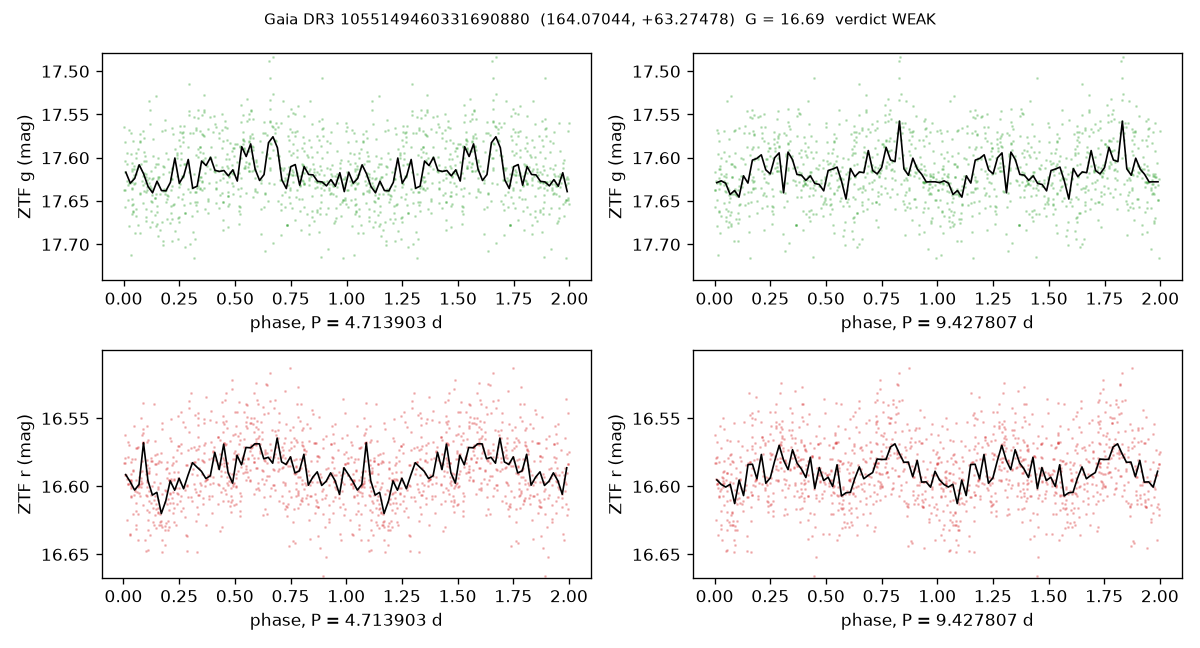 Gaia DR3 1055149460331690880  (164.07044, +63.27478)  G = 16.69  verdict WEAK
ZTF g (mag)
17.50
17.55
17.60
17.65
17.70
0.00 0.25 0.50 0.75 1.00 1.25 1.50 1.75 2.00
phase, P = 4.713903 d
ZTF g (mag)
17.50
17.55
17.60
17.65
17.70
0.00 0.25 0.50 0.75 1.00 1.25 1.50 1.75 2.00
phase, P = 9.427807 d
ZTF r (mag)
16.55
16.60
16.65
0.00 0.25 0.50 0.75 1.00 1.25 1.50 1.75 2.00
phase, P = 4.713903 d
ZTF r (mag)
16.55
16.60
16.65
0.00 0.25 0.50 0.75 1.00 1.25 1.50 1.75 2.00
phase, P = 9.427807 d